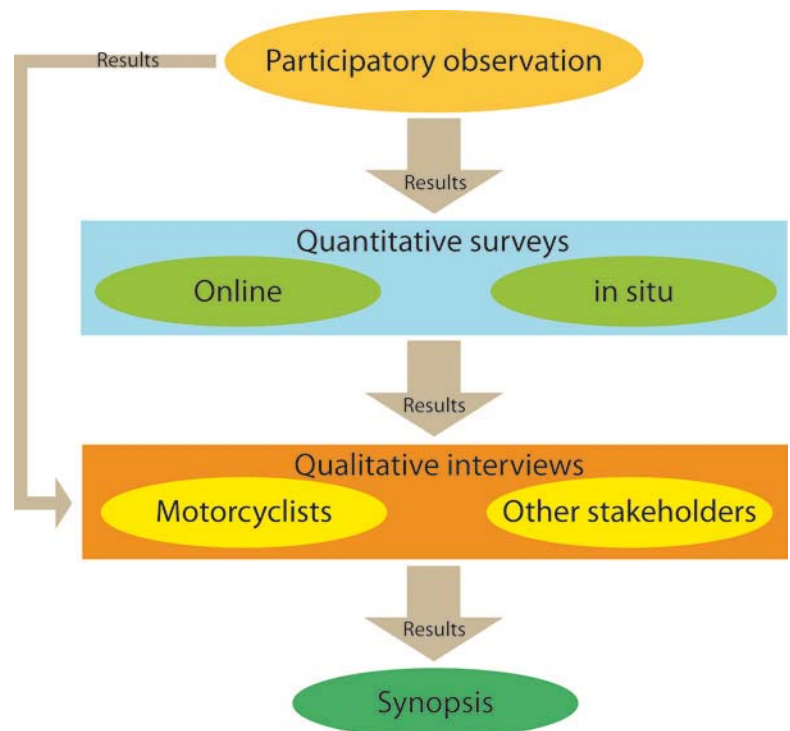 Participatory observation
Results
Results
Quantitative surveys
Online
in situ
Results
Qualitative interviews
Motorcyclists
Other stakeholders
Results
Synopsis